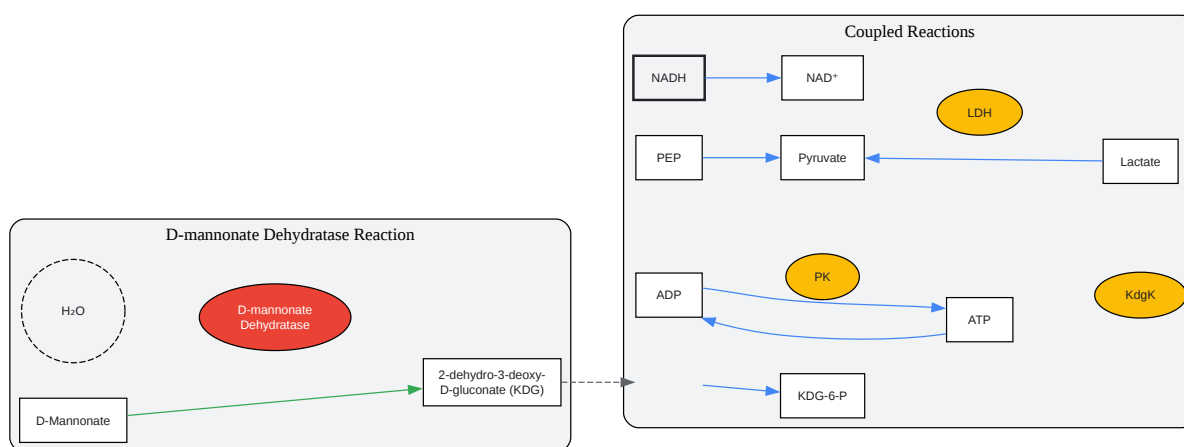 Coupled Reactions
NADH
NAD⁺
LDH
PEP
Pyruvate
Lactate
D-mannonate Dehydratase Reaction
H₂O
D-mannonate
Dehydratase
ADP
PK
ATP
KdgK
2-dehydro-3-deoxy-
D-gluconate (KDG)
KDG-6-P
D-Mannonate